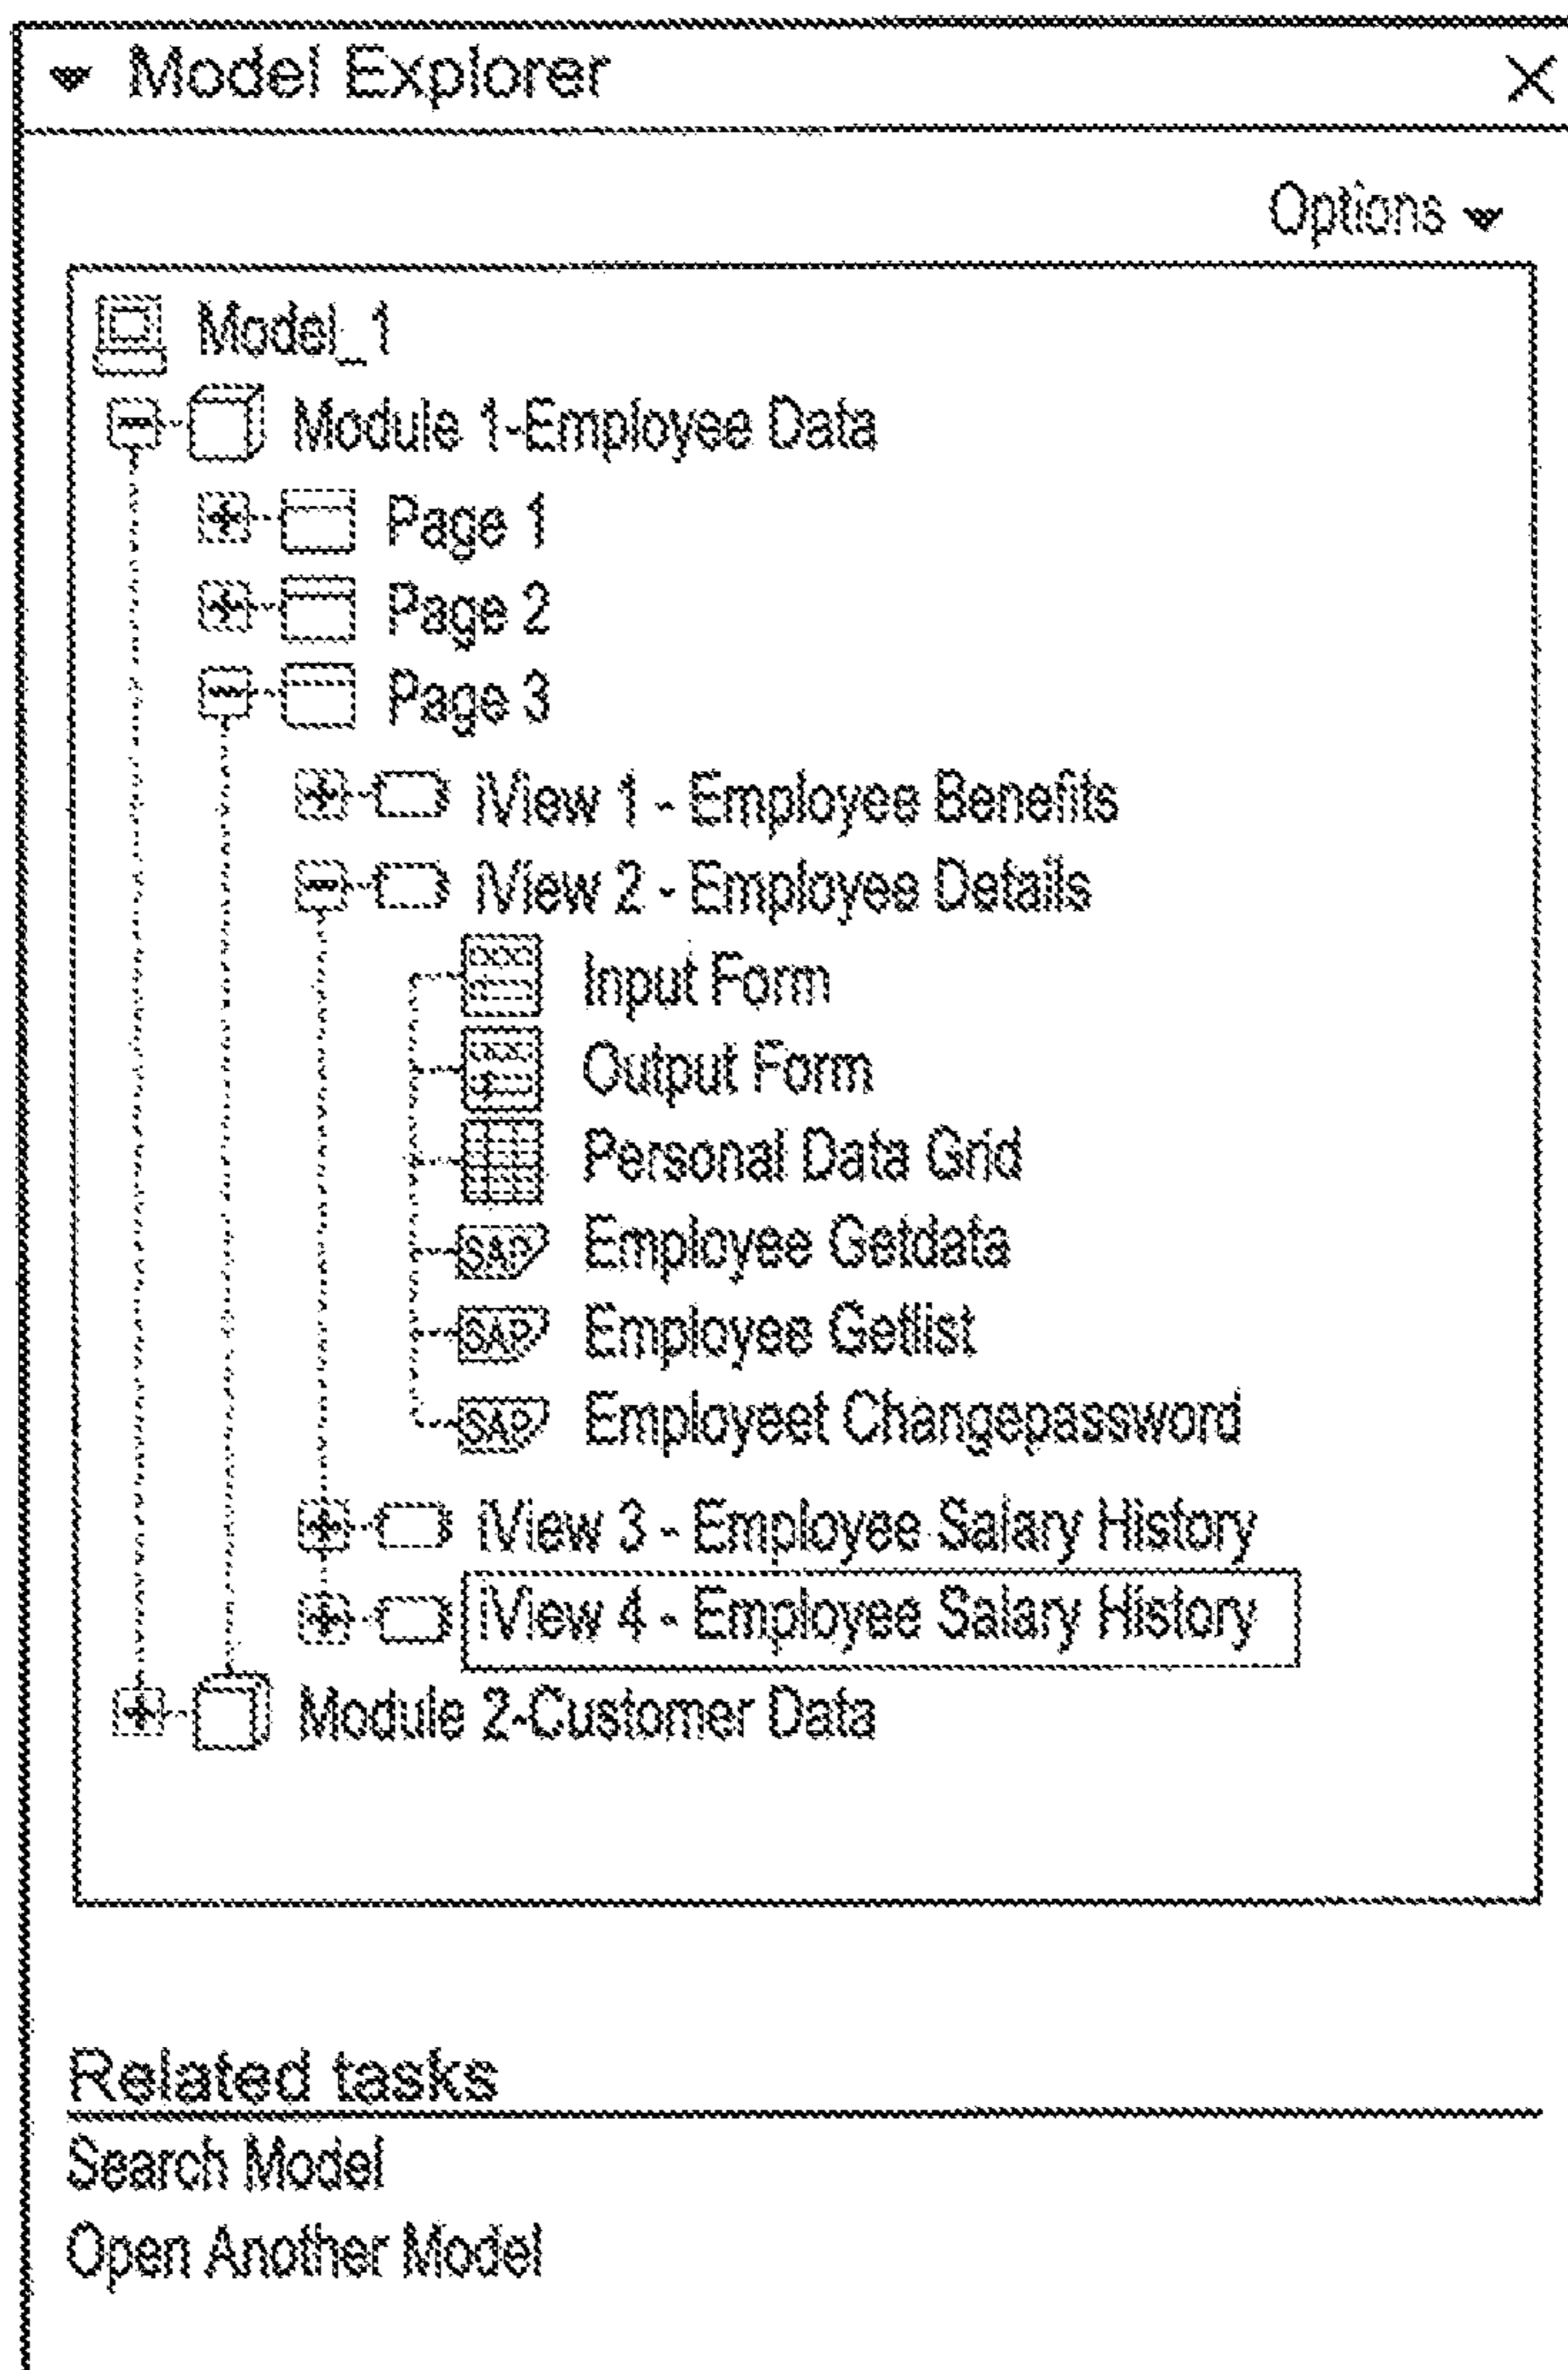 Model Explorer
Options
Model_1
Module 1-Employee Data
Page 1
Page 2
Page 3
iView 1 - Employee Benefits
iView 2 - Employee Details
Input Form
Output Form
Personal Data Grid
SAP Employee Getdata
SAP Employee Getlist
SAP Employeet Changepassword
iView 3 - Employee Salary History
iView 4 - Employee Salary History
Module 2-Customer Data
Related tasks
Search Model
Open Another Model